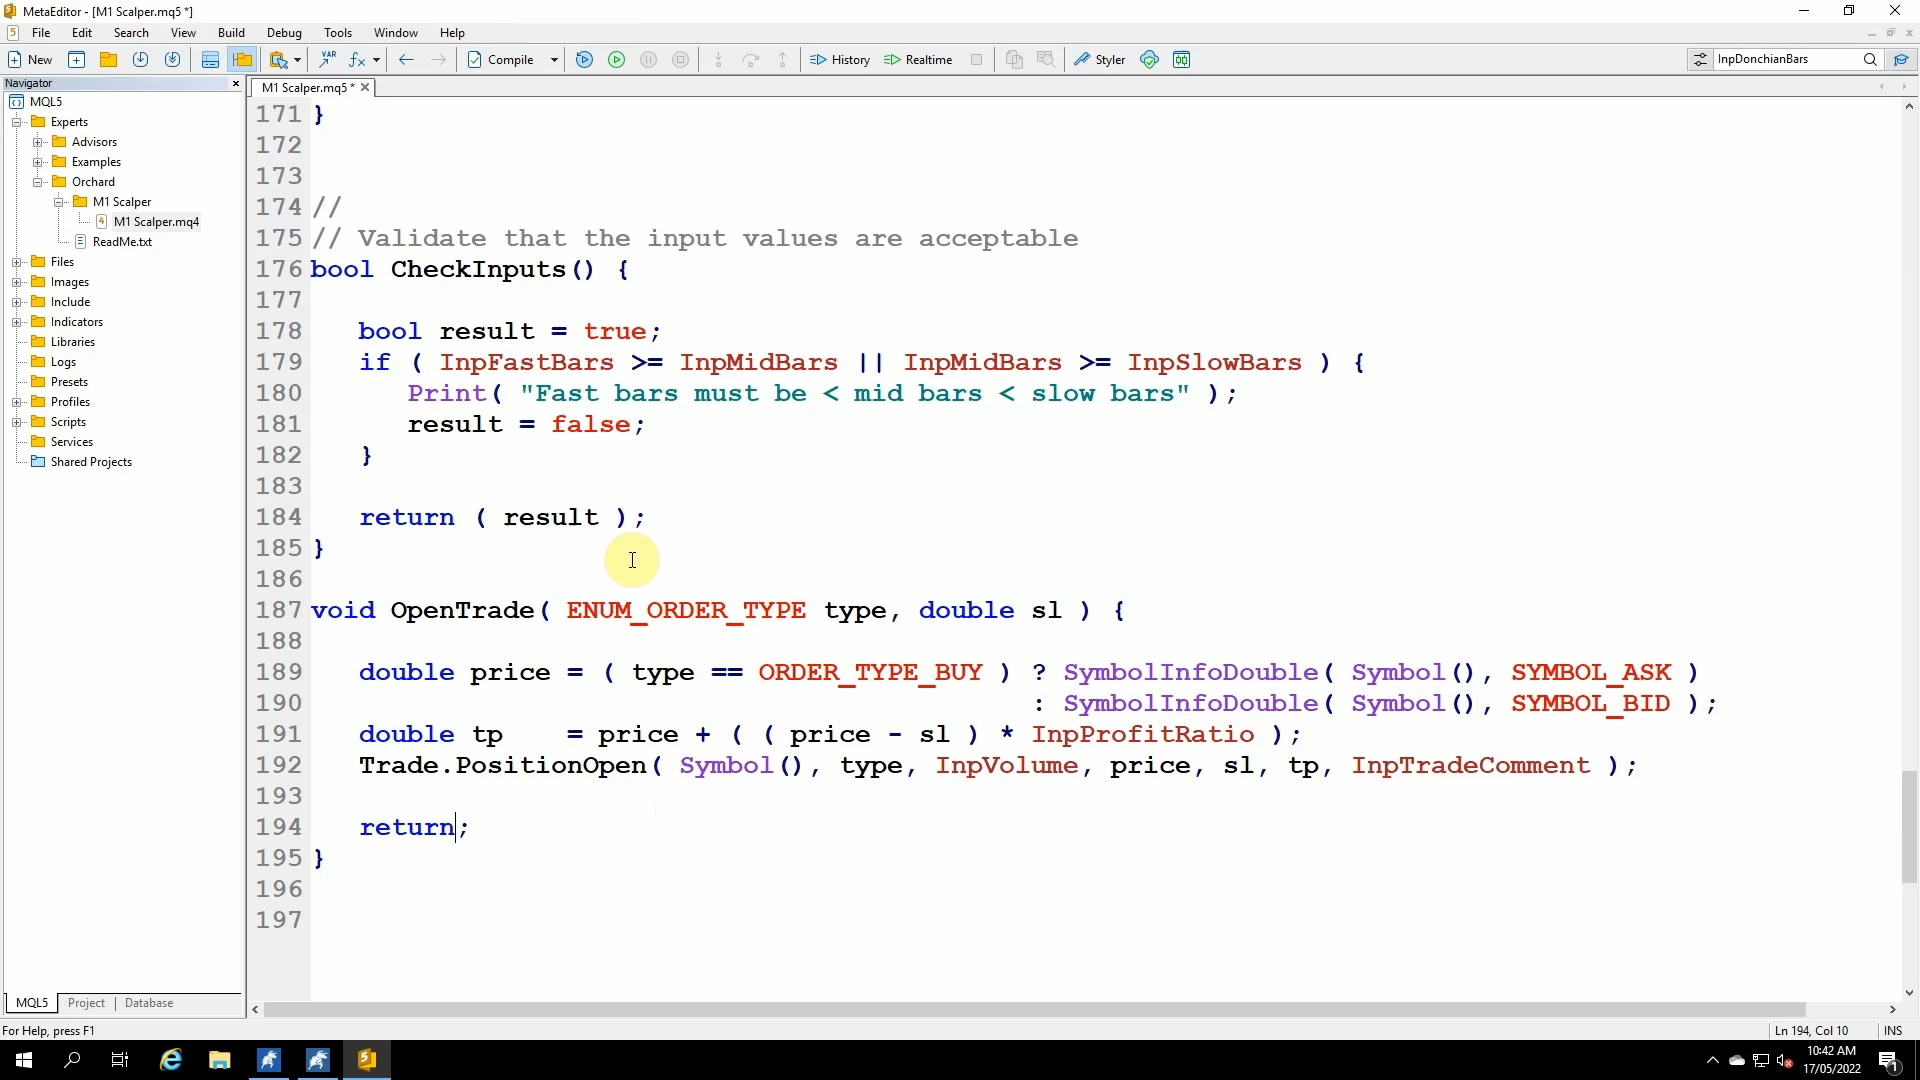 MetaEditor - [M1 Scalper.mq5 *]
File Edit Search View Build Debug Tools Window Help
New Compile History Realtime Styler InpDonchianBars
Navigator
M1 Scalper.mq5 *
MQL5
Experts
Advisors
Examples
Orchard
M1 Scalper
M1 Scalper.mq4
ReadMe.txt
Files
Images
Include
Indicators
Libraries
Logs
Presets
Profiles
Scripts
Services
Shared Projects
MQL5 Project Database
171 }
172
173
174 //
175 // Validate that the input values are acceptable
176 bool CheckInputs() {
177
178 bool result = true;
179 if ( InpFastBars >= InpMidBars || InpMidBars >= InpSlowBars ) {
180 Print( "Fast bars must be < mid bars < slow bars" );
181 result = false;
182 }
183
184 return ( result );
185 }
186
187 void OpenTrade( ENUM_ORDER_TYPE type, double sl ) {
188
189 double price = ( type == ORDER_TYPE_BUY ) ? SymbolInfoDouble( Symbol(), SYMBOL_ASK )
190 : SymbolInfoDouble( Symbol(), SYMBOL_BID );
191 double tp = price + ( ( price - sl ) * InpProfitRatio );
192 Trade.PositionOpen( Symbol(), type, InpVolume, price, sl, tp, InpTradeComment );
193
194 return;
195 }
196
197
For Help, press F1
Ln 194, Col 10 INS
10:42 AM
17/05/2022
1